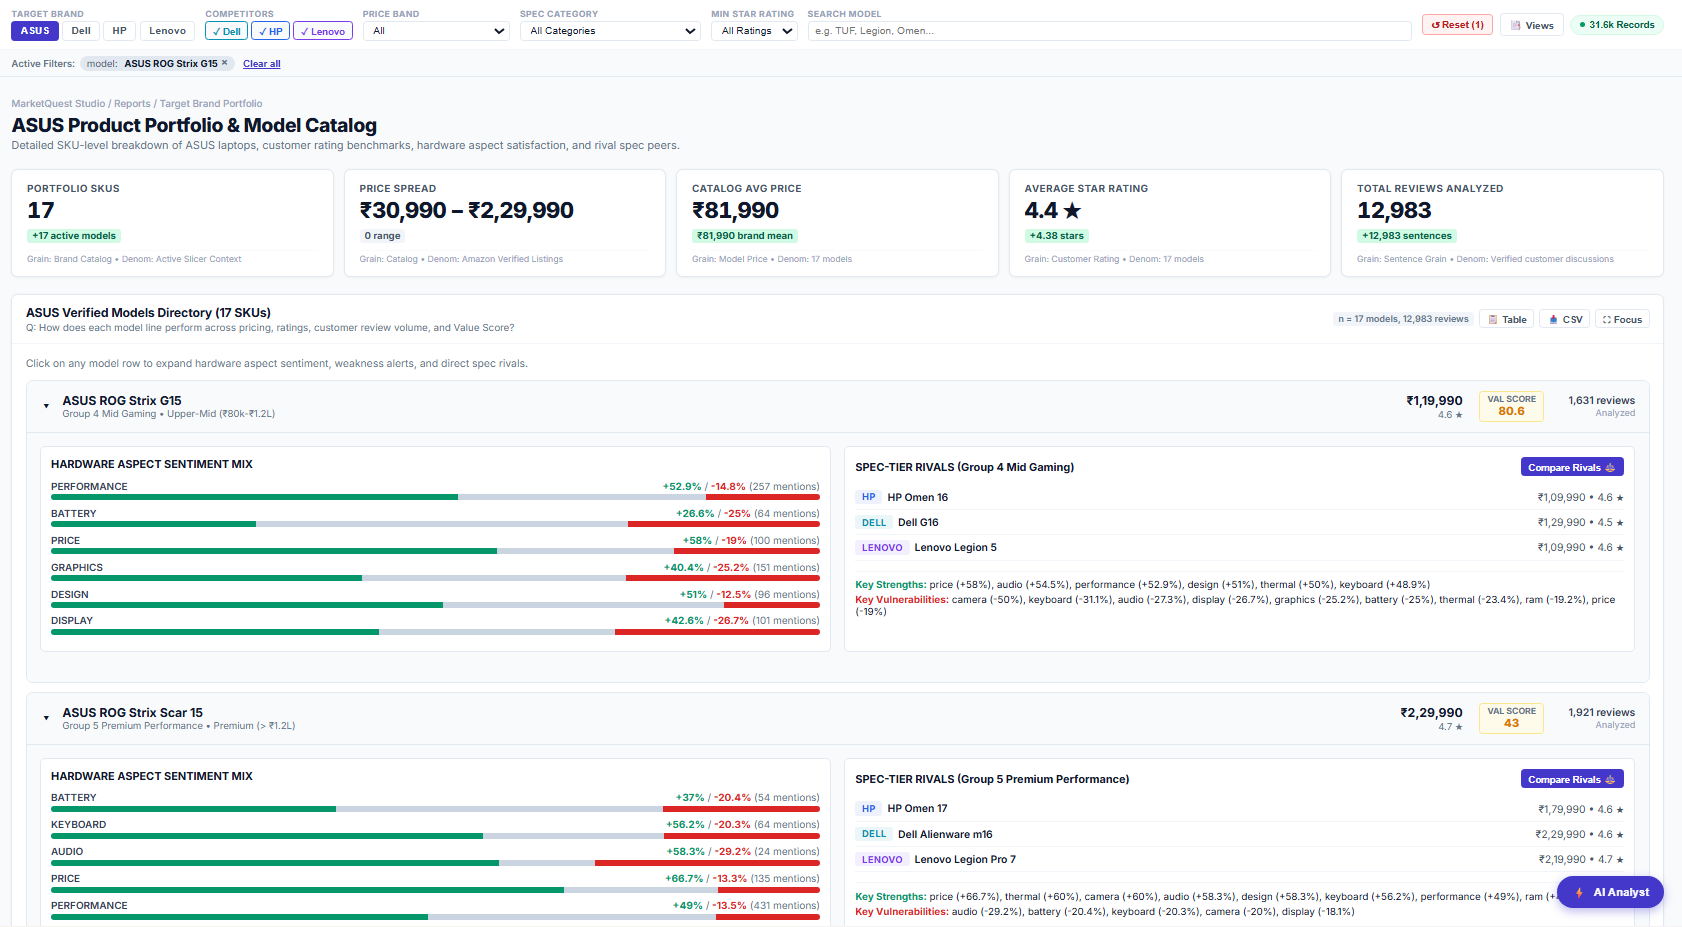 TARGET BRAND
ASUS Dell HP Lenovo
COMPETITORS
✓ Dell ✓ HP ✓ Lenovo
PRICE BAND
All
SPEC CATEGORY
All Categories
MIN STAR RATING
All Ratings
SEARCH MODEL
e.g. TUF, Legion, Omen...
↺ Reset (1)
Views
● 31.6k Records
Active Filters: model: ASUS ROG Strix G15 × Clear all
MarketQuest Studio / Reports / Target Brand Portfolio
ASUS Product Portfolio & Model Catalog
Detailed SKU-level breakdown of ASUS laptops, customer rating benchmarks, hardware aspect satisfaction, and rival spec peers.
PORTFOLIO SKUS
17
+17 active models
Grain: Brand Catalog • Denom: Active Slicer Context
PRICE SPREAD
₹30,990 – ₹2,29,990
0 range
Grain: Catalog • Denom: Amazon Verified Listings
CATALOG AVG PRICE
₹81,990
₹81,990 brand mean
Grain: Model Price • Denom: 17 models
AVERAGE STAR RATING
4.4 ★
+4.38 stars
Grain: Customer Rating • Denom: 17 models
TOTAL REVIEWS ANALYZED
12,983
+12,983 sentences
Grain: Sentence Grain • Denom: Verified customer discussions
ASUS Verified Models Directory (17 SKUs)
Q: How does each model line perform across pricing, ratings, customer review volume, and Value Score?
n = 17 models, 12,983 reviews
Table
CSV
Focus
Click on any model row to expand hardware aspect sentiment, weakness alerts, and direct spec rivals.
▼ ASUS ROG Strix G15
Group 4 Mid Gaming • Upper-Mid (₹80k-₹1.2L)
₹1,19,990
4.6 ★
VAL SCORE
80.6
1,631 reviews
Analyzed
HARDWARE ASPECT SENTIMENT MIX
PERFORMANCE +52.9% / -14.8% (257 mentions)
BATTERY +26.6% / -25% (64 mentions)
PRICE +58% / -19% (100 mentions)
GRAPHICS +40.4% / -25.2% (151 mentions)
DESIGN +51% / -12.5% (96 mentions)
DISPLAY +42.6% / -26.7% (101 mentions)
SPEC-TIER RIVALS (Group 4 Mid Gaming)
Compare Rivals
HP HP Omen 16 ₹1,09,990 • 4.6 ★
DELL Dell G16 ₹1,29,990 • 4.5 ★
LENOVO Lenovo Legion 5 ₹1,09,990 • 4.6 ★
Key Strengths: price (+58%), audio (+54.5%), performance (+52.9%), design (+51%), thermal (+50%), keyboard (+48.9%)
Key Vulnerabilities: camera (-50%), keyboard (-31.1%), audio (-27.3%), display (-26.7%), graphics (-25.2%), battery (-25%), thermal (-23.4%), ram (-19.2%), price
(-19%)
▼ ASUS ROG Strix Scar 15
Group 5 Premium Performance • Premium (> ₹1.2L)
₹2,29,990
4.7 ★
VAL SCORE
43
1,921 reviews
Analyzed
HARDWARE ASPECT SENTIMENT MIX
BATTERY +37% / -20.4% (54 mentions)
KEYBOARD +56.2% / -20.3% (64 mentions)
AUDIO +58.3% / -29.2% (24 mentions)
PRICE +66.7% / -13.3% (135 mentions)
PERFORMANCE +49% / -13.5% (431 mentions)
SPEC-TIER RIVALS (Group 5 Premium Performance)
Compare Rivals
HP HP Omen 17 ₹1,79,990 • 4.6 ★
DELL Dell Alienware m16 ₹2,29,990 • 4.6 ★
LENOVO Lenovo Legion Pro 7 ₹2,19,990 • 4.7 ★
Key Strengths: price (+66.7%), thermal (+60%), camera (+60%), audio (+58.3%), design (+58.3%), keyboard (+56.2%), performance (+49%), ram
Key Vulnerabilities: audio (-29.2%), battery (-20.4%), keyboard (-20.3%), camera (-20%), display (-18.1%)
AI Analyst